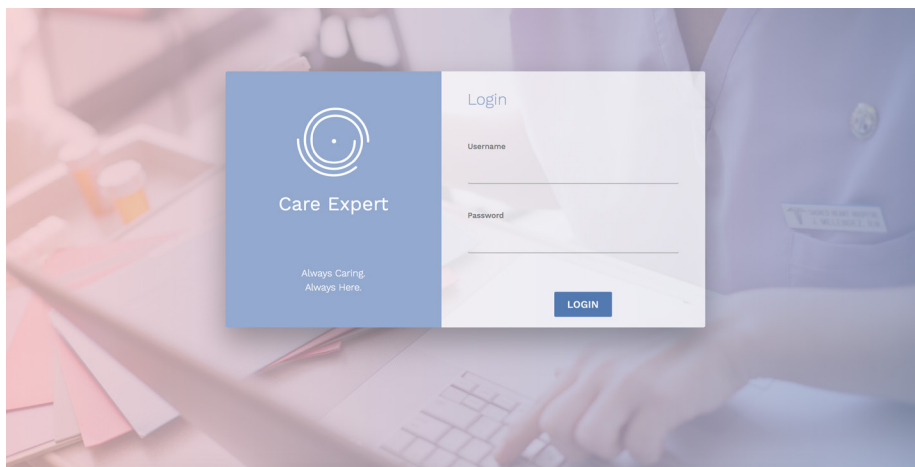 Care Expert
Always Caring.
Always Here.
Login
Username
Password
LOGIN